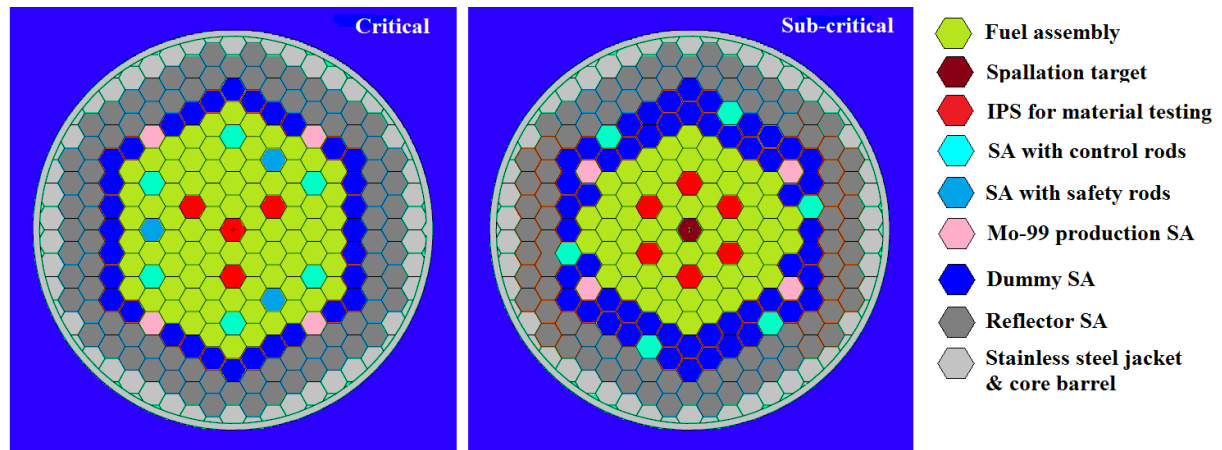 Critical
Sub-critical
Fuel assembly
Spallation target
IPS for material testing
SA with control rods
SA with safety rods
Mo-99 production SA
Dummy SA
Reflector SA
Stainless steel jacket
& core barrel